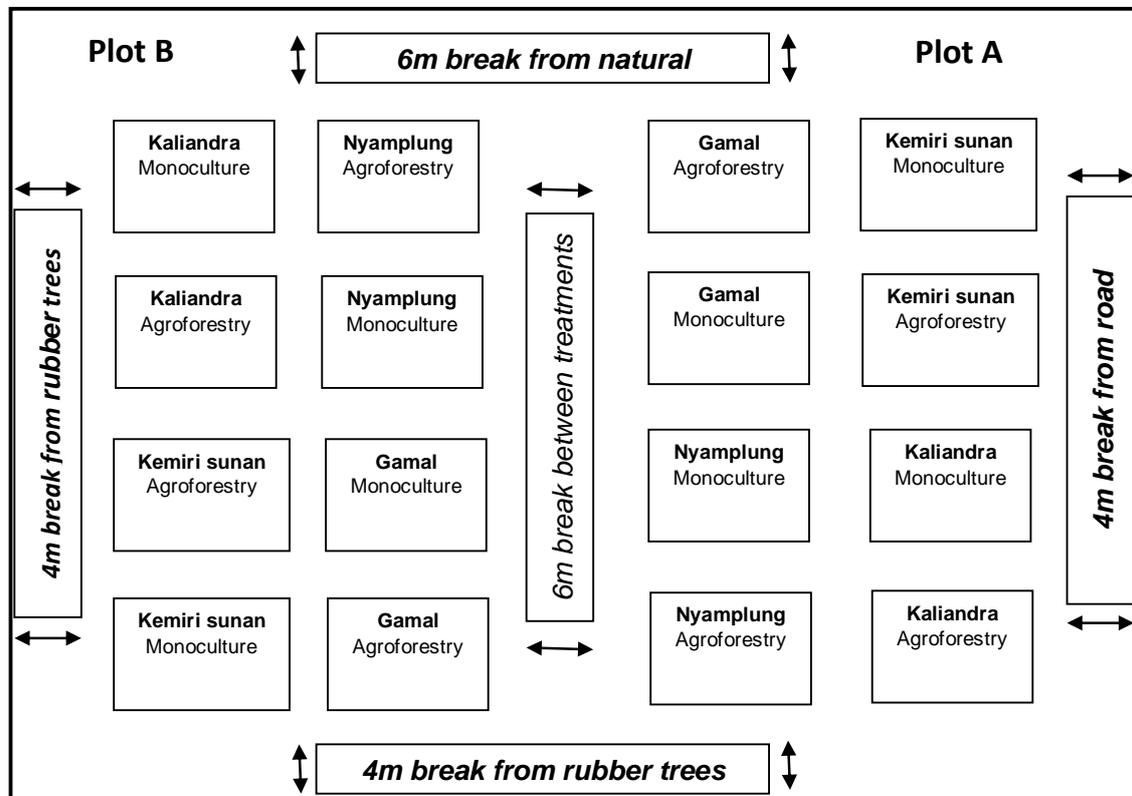 Plot B
6m break from natural
Plot A
Kaliandra
Monoculture
Nyamplung
Agroforestry
Gamal
Agroforestry
Kemiri sunan
Monoculture
4m break from rubber trees
Kaliandra
Agroforestry
Nyamplung
Monoculture
6m break between treatments
Gamal
Monoculture
Kemiri sunan
Agroforestry
4m break from road
Kemiri sunan
Agroforestry
Gamal
Monoculture
Nyamplung
Monoculture
Kaliandra
Monoculture
Kemiri sunan
Monoculture
Gamal
Agroforestry
Nyamplung
Agroforestry
Kaliandra
Agroforestry
4m break from rubber trees